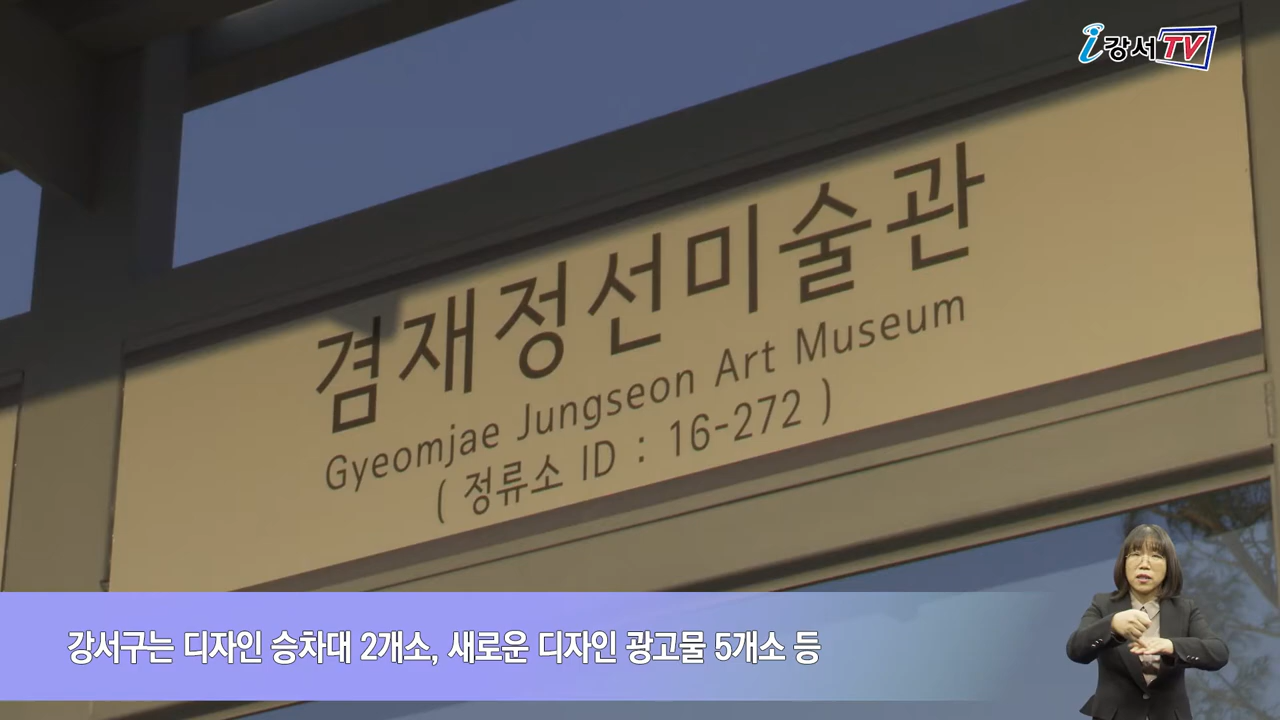 i강서TV
겸재정선미술관
Gyeomjae Jungseon Art Museum
( 정류소 ID : 16-272 )
강서구는 디자인 승차대 2개소, 새로운 디자인 광고물 5개소 등